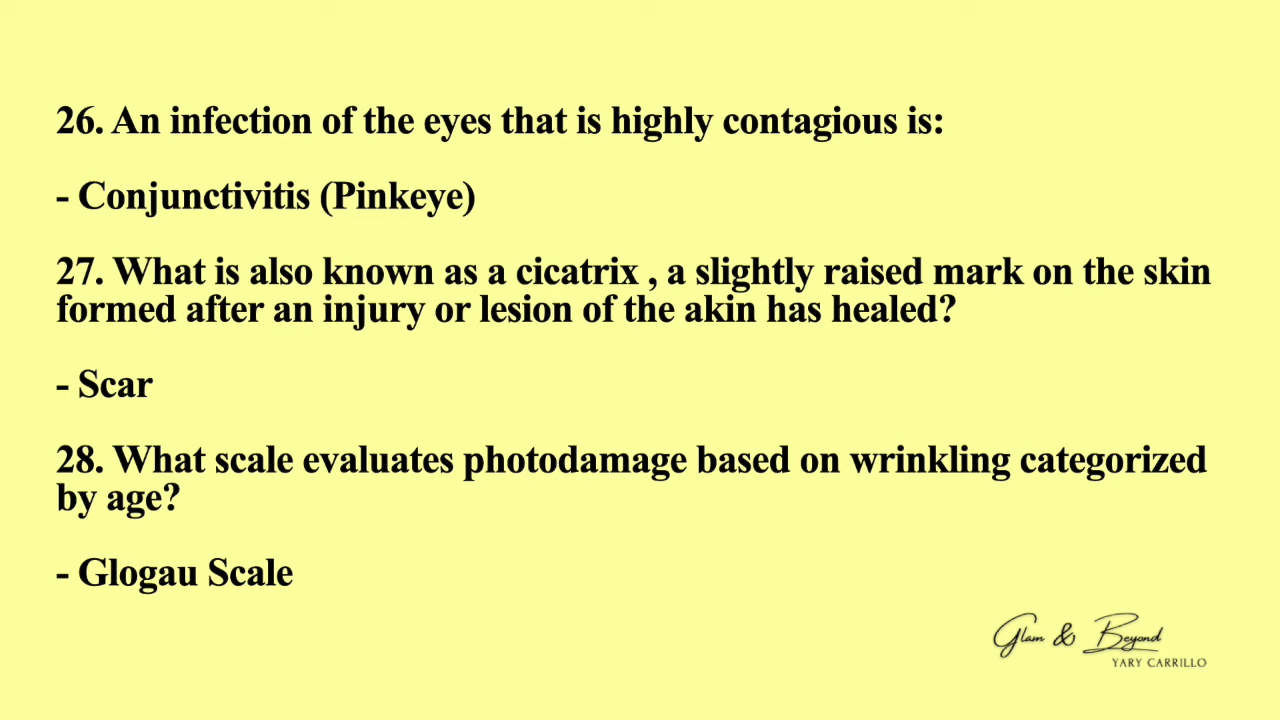 26. An infection of the eyes that is highly contagious is:
- Conjunctivitis (Pinkeye)
27. What is also known as a cicatrix , a slightly raised mark on the skin
formed after an injury or lesion of the akin has healed?
- Scar
28. What scale evaluates photodamage based on wrinkling categorized
by age?
- Glogau Scale
Glam & Beyond
YARY CARRILLO